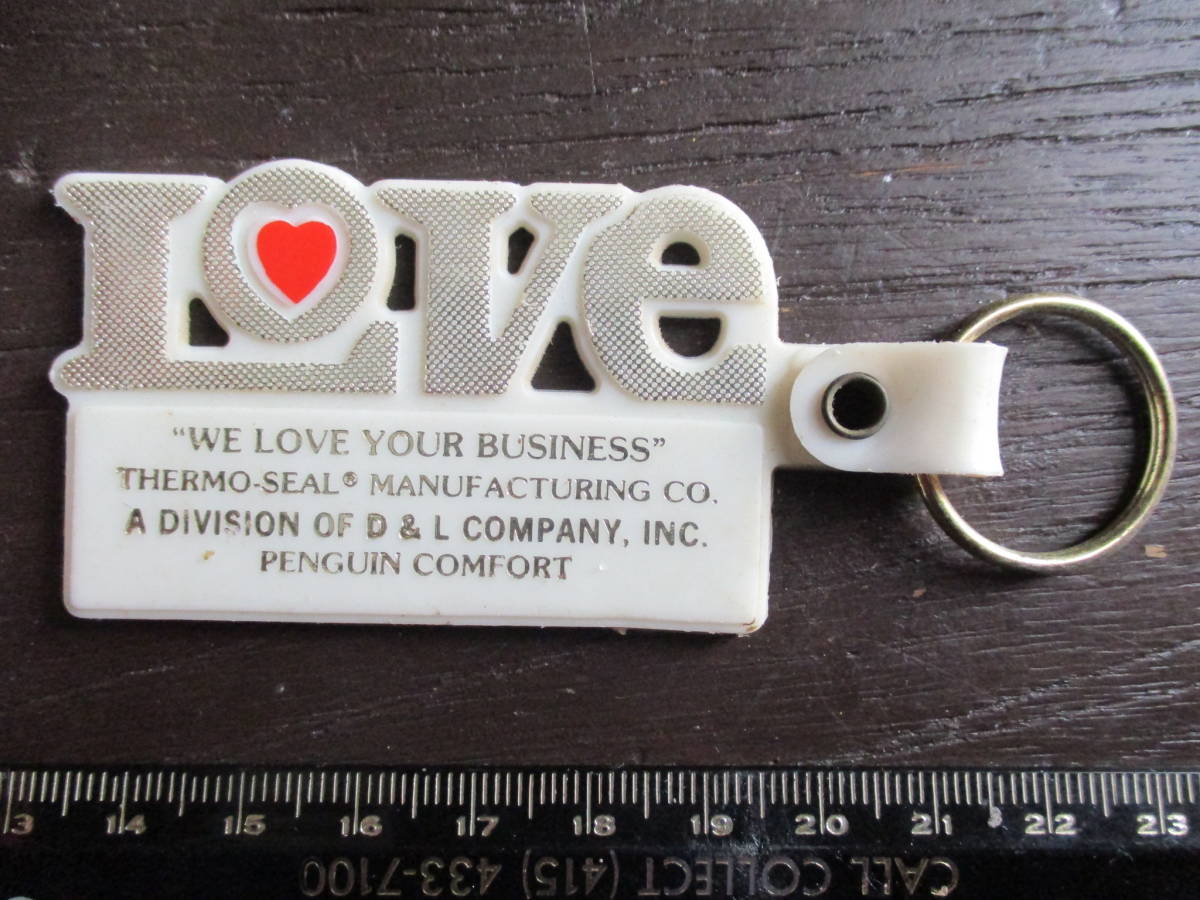 Love
“WE LOVE YOUR BUSINESS”
THERMO-SEAL® MANUFACTURING CO.
A DIVISION OF D & L COMPANY, INC.
PENGUIN COMFORT
13 14 15 16 17 18 19 20 21 22 23
CALL COLLECT (415) 433-7100